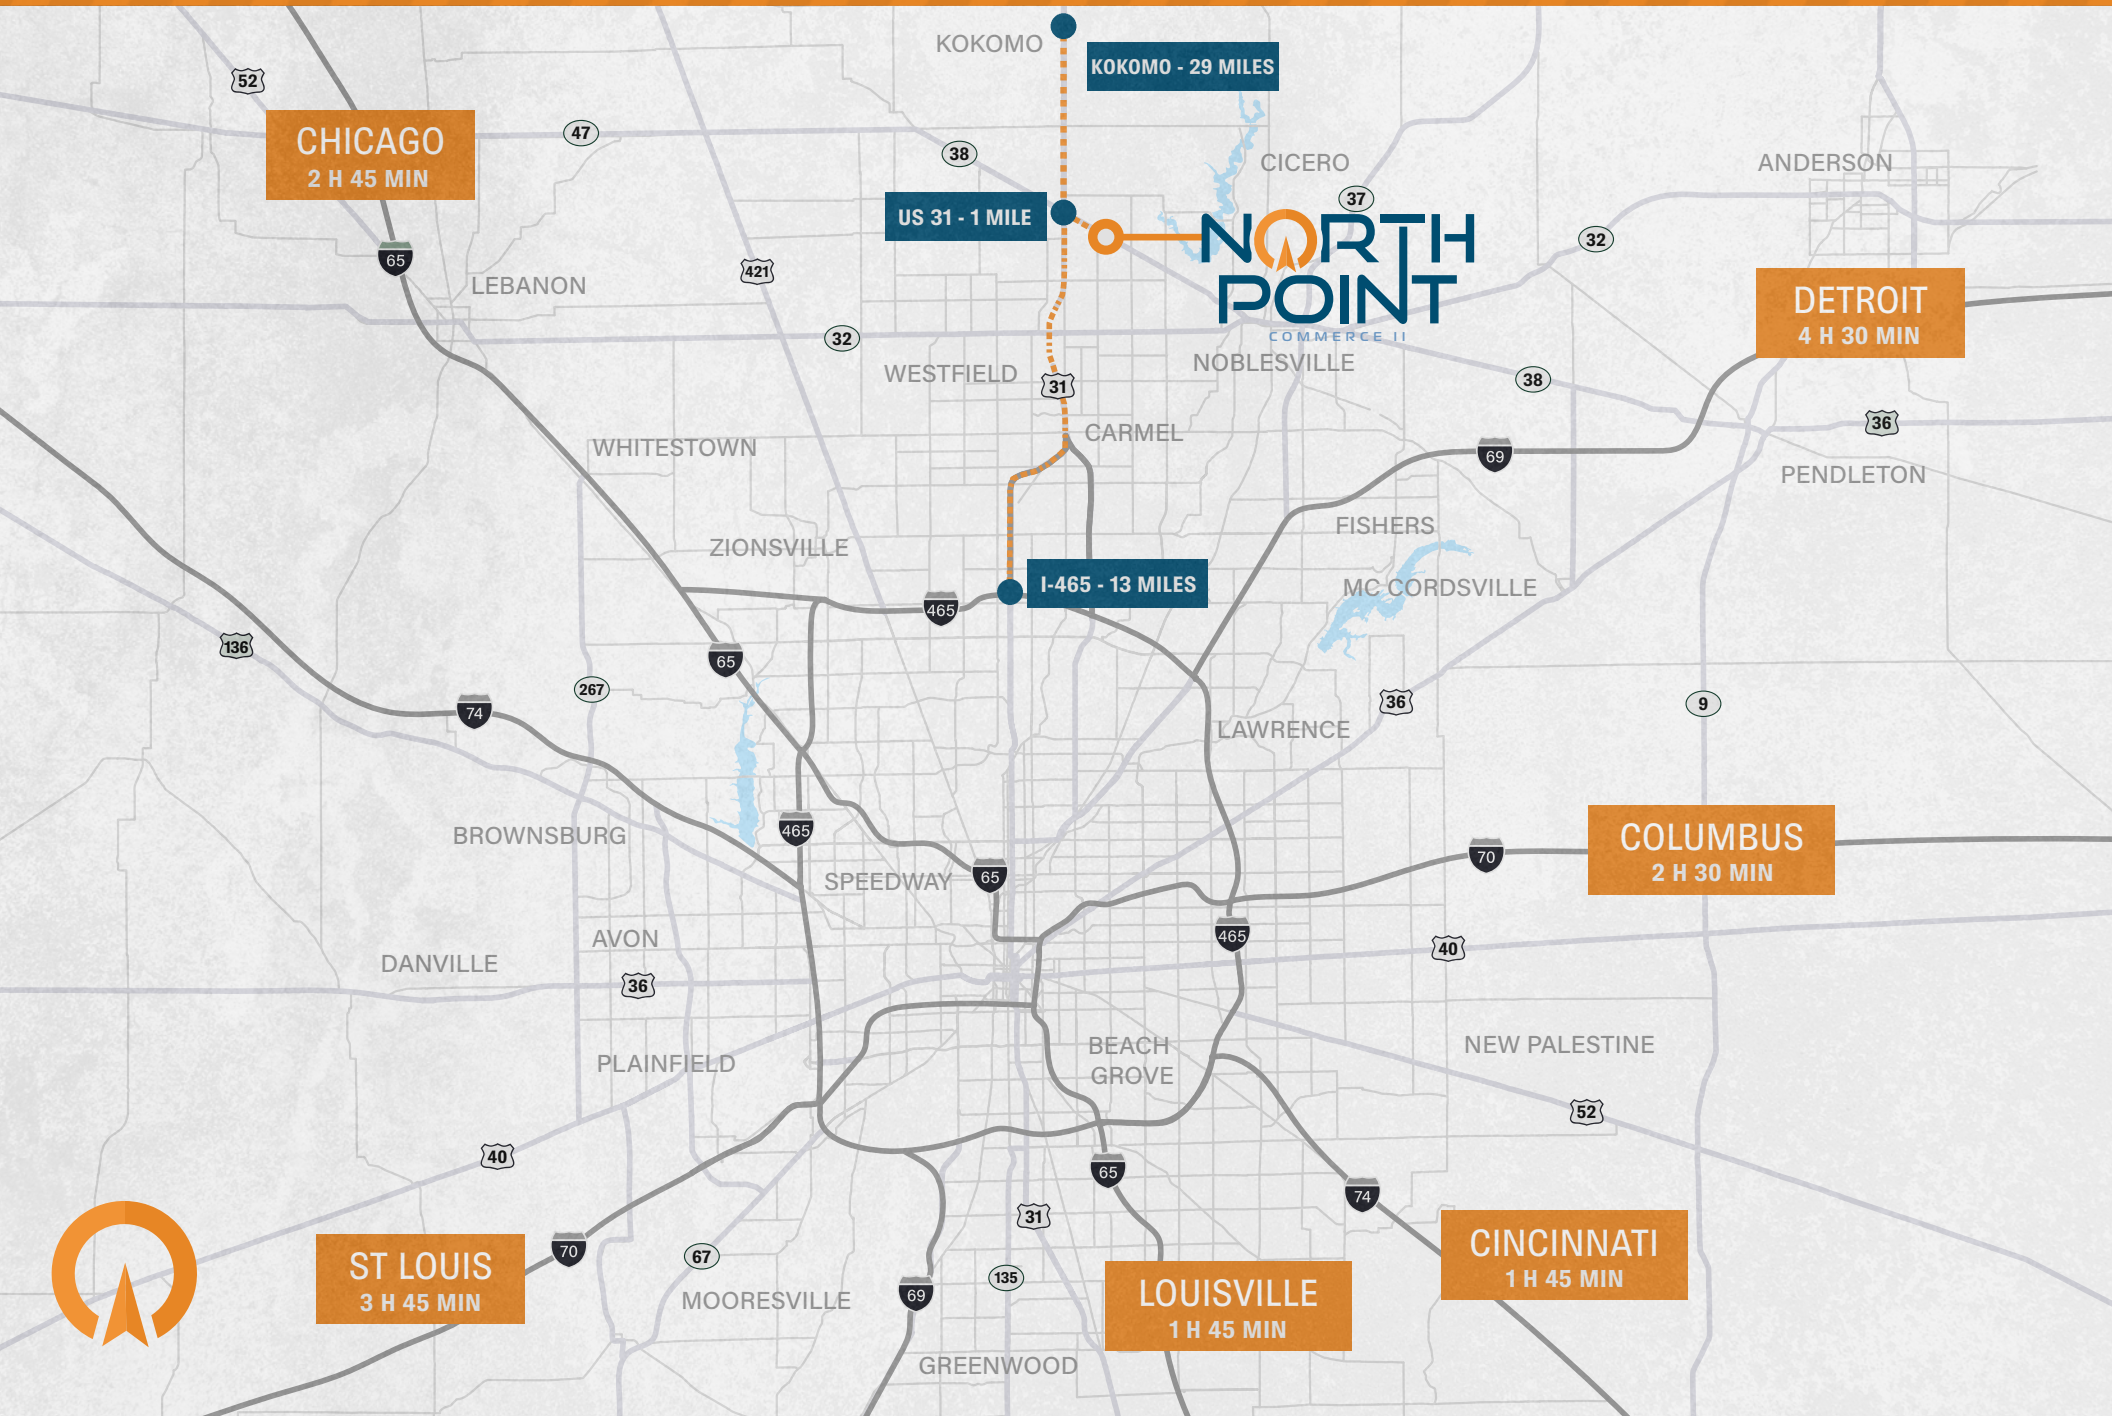 KOKOMO
KOKOMO - 29 MILES
52
CHICAGO
2 H 45 MIN
47
38
CICERO
ANDERSON
37
US 31 - 1 MILE
NORTH
POINT
COMMERCE II
32
65
LEBANON
421
DETROIT
4 H 30 MIN
32
WESTFIELD
31
NOBLESVILLE
38
36
CARMEL
WHITESTOWN
69
PENDLETON
FISHERS
ZIONSVILLE
I-465 - 13 MILES
MC CORDSVILLE
465
136
65
267
74
36
9
LAWRENCE
BROWNSBURG
465
COLUMBUS
2 H 30 MIN
70
SPEEDWAY
65
465
AVON
40
DANVILLE
36
BEACH
GROVE
NEW PALESTINE
PLAINFIELD
52
40
65
74
31
ST LOUIS
3 H 45 MIN
70
67
CINCINNATI
1 H 45 MIN
135
69
MOORESVILLE
LOUISVILLE
1 H 45 MIN
GREENWOOD